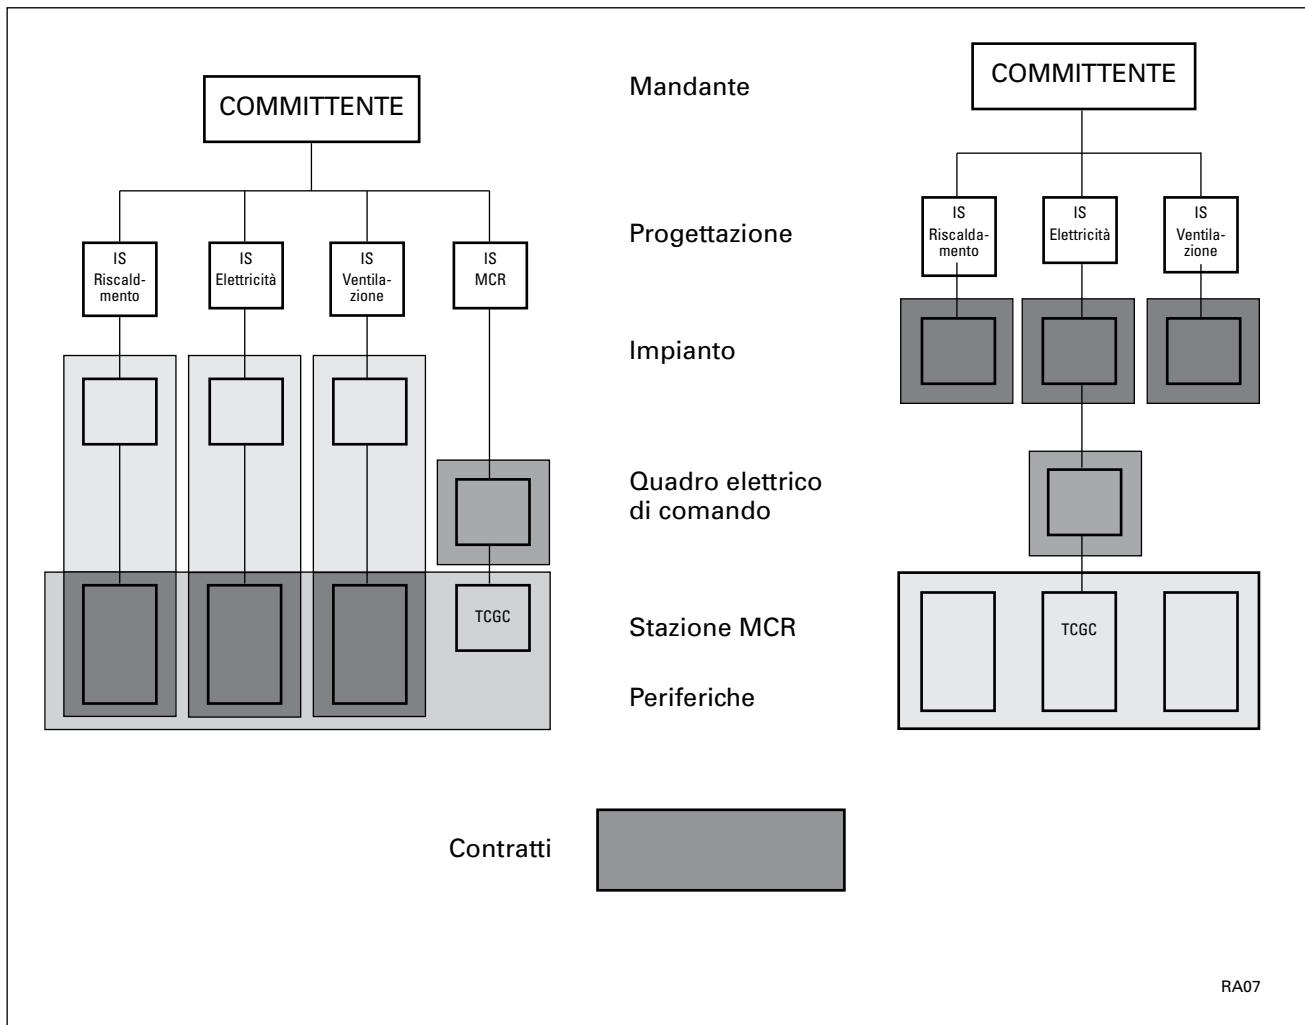 COMMITTENTE
IS
Riscald-
mento
IS
Elettricità
IS
Ventila-
zione
IS
MCR
TCGC
Mandante
Progettazione
Impianto
Quadro elettrico
di comando
Stazione MCR
Periferiche
COMMITTENTE
IS
Riscalda-
mento
IS
Elettricità
IS
Ventila-
zione
TCGC
Contratti
RA07